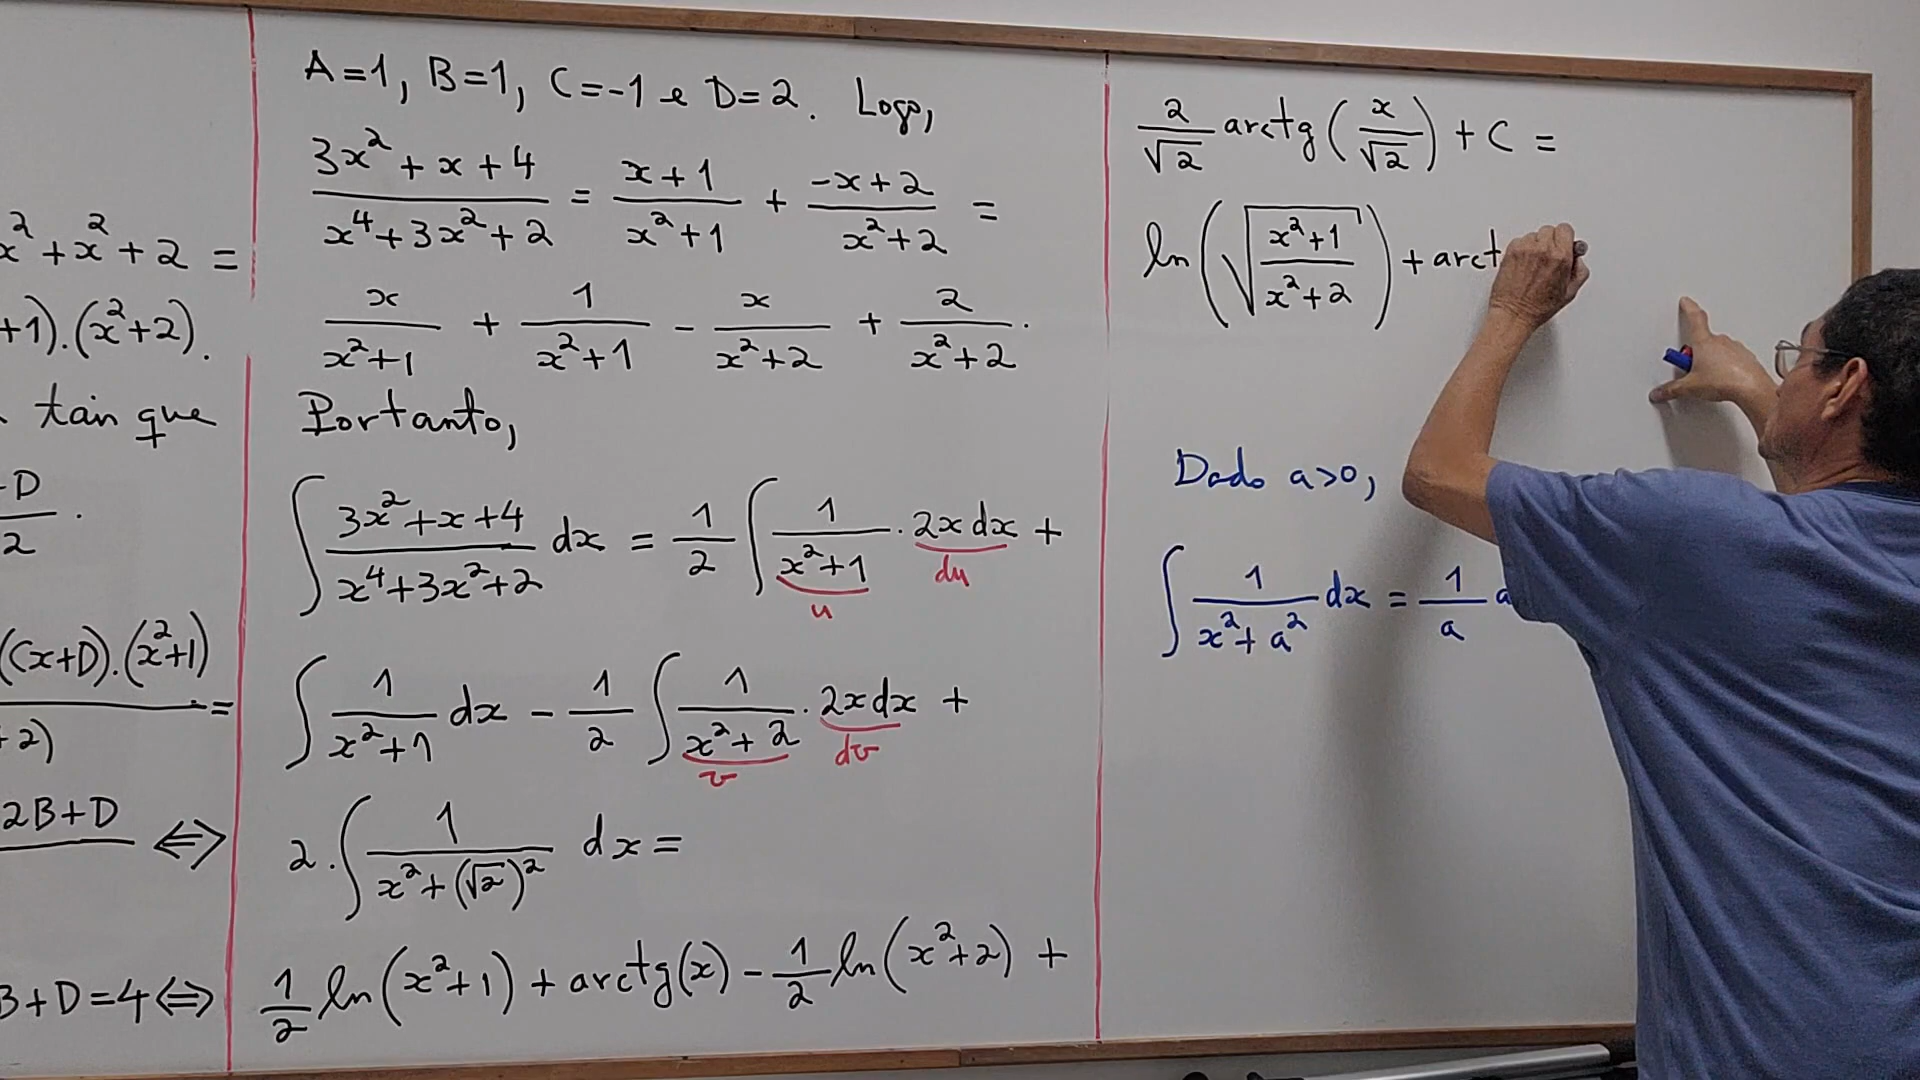 x² + x² + 2 =
+1).(x²+2).
tais que
+D
2 .
(Cx+D).(x²+1)
+2) =
2B+D ⇔
B+D=4 ⇔
A=1, B=1, C=-1 e D=2. Logo,
(3x²+x+4)/(x⁴+3x²+2) = (x+1)/(x²+1) + (-x+2)/(x²+2) =
x/(x²+1) + 1/(x²+1) - x/(x²+2) + 2/(x²+2).
Portanto,
∫ (3x²+x+4)/(x⁴+3x²+2) dx = 1/2 ∫ 1/(x²+1) . 2x dx +
u du
∫ 1/(x²+1) dx - 1/2 ∫ 1/(x²+2) . 2x dx +
v dv
2 . ∫ 1/(x²+(√2)²) dx =
1/2 ln(x²+1) + arctg(x) - 1/2 ln(x²+2) +
2/√2 arctg(x/√2) + C =
ln(√((x²+1)/(x²+2))) + arct
Dado a>0,
∫ 1/(x²+a²) dx = 1/a a